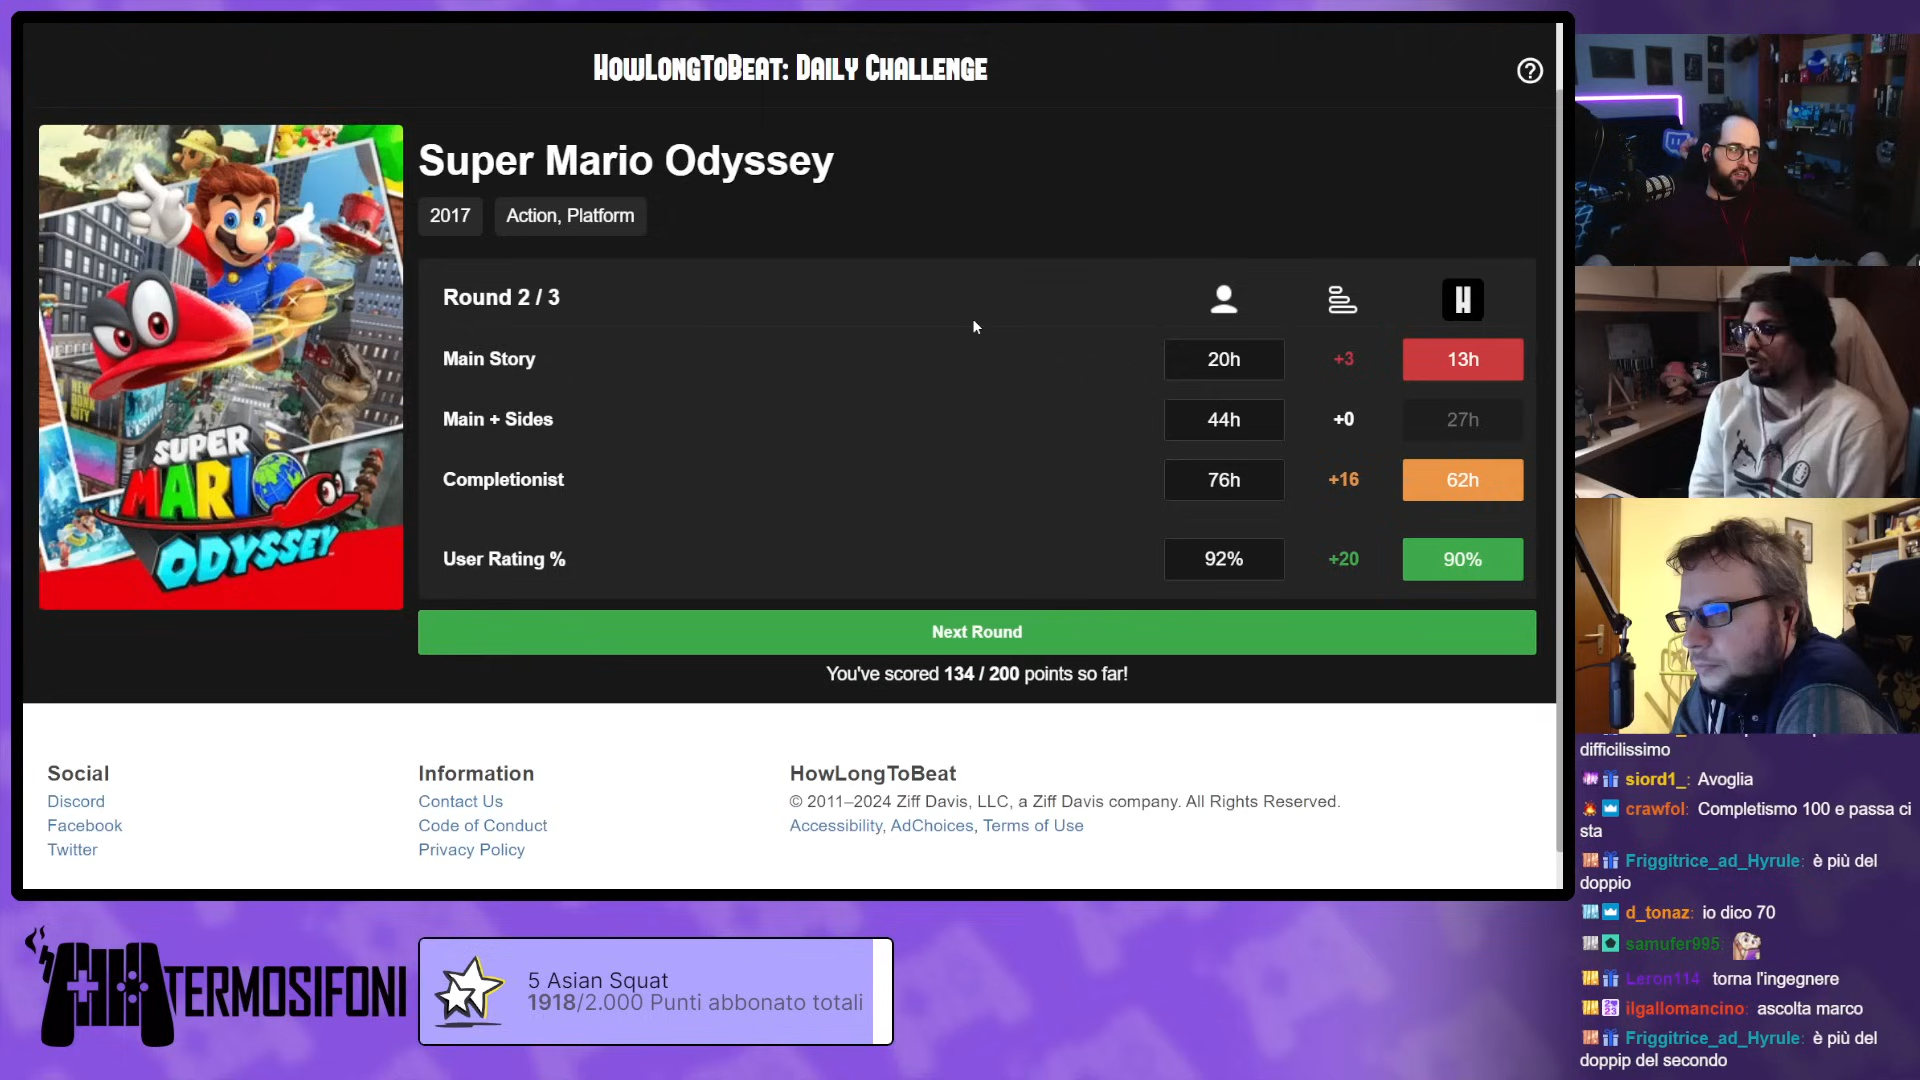 HowLongToBeat: Daily Challenge
Super Mario Odyssey
2017
Action, Platform
Round 2 / 3
Main Story
20h
+3
13h
Main + Sides
44h
+0
27h
Completionist
76h
+16
62h
User Rating %
92%
+20
90%
Next Round
You've scored 134 / 200 points so far!
SUPER
MARIO
ODYSSEY
Social
Discord
Facebook
Twitter
Information
Contact Us
Code of Conduct
Privacy Policy
HowLongToBeat
© 2011–2024 Ziff Davis, LLC, a Ziff Davis company. All Rights Reserved.
Accessibility, AdChoices, Terms of Use
TERMOSIFONI
5 Asian Squat
1918/2.000 Punti abbonato totali
difficilissimo
siord1_: Avoglia
crawfol: Completismo 100 e passa ci
sta
Friggitrice_ad_Hyrule: è più del
doppio
d_tonaz: io dico 70
samufer995:
Leron114 torna l'ingegnere
ilgallomancino: ascolta marco
Friggitrice_ad_Hyrule: è più del
doppip del secondo